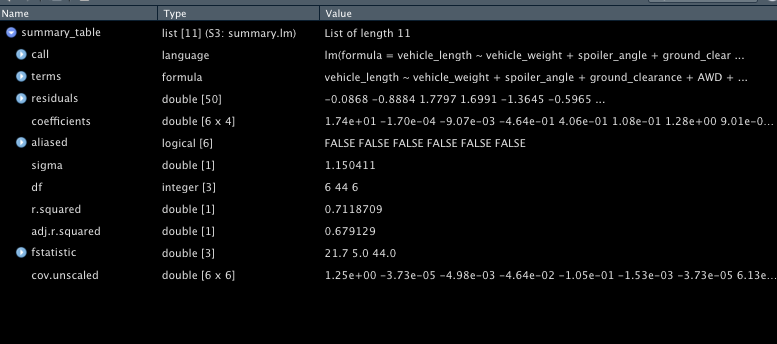 Name Type Value
summary_table list [11] (S3: summary.lm) List of length 11
call language lm(formula = vehicle_length ~ vehicle_weight + spoiler_angle + ground_clear ...
terms formula vehicle_length ~ vehicle_weight + spoiler_angle + ground_clearance + AWD + ...
residuals double [50] -0.0868 -0.8884 1.7797 1.6991 -1.3645 -0.5965 ...
coefficients double [6 x 4] 1.74e+01 -1.70e-04 -9.07e-03 -4.64e-01 4.06e-01 1.08e-01 1.28e+00 9.01e-0...
aliased logical [6] FALSE FALSE FALSE FALSE FALSE FALSE
sigma double [1] 1.150411
df integer [3] 6 44 6
r.squared double [1] 0.7118709
adj.r.squared double [1] 0.679129
fstatistic double [3] 21.7 5.0 44.0
cov.unscaled double [6 x 6] 1.25e+00 -3.73e-05 -4.98e-03 -4.64e-02 -1.05e-01 -1.53e-03 -3.73e-05 6.13e...